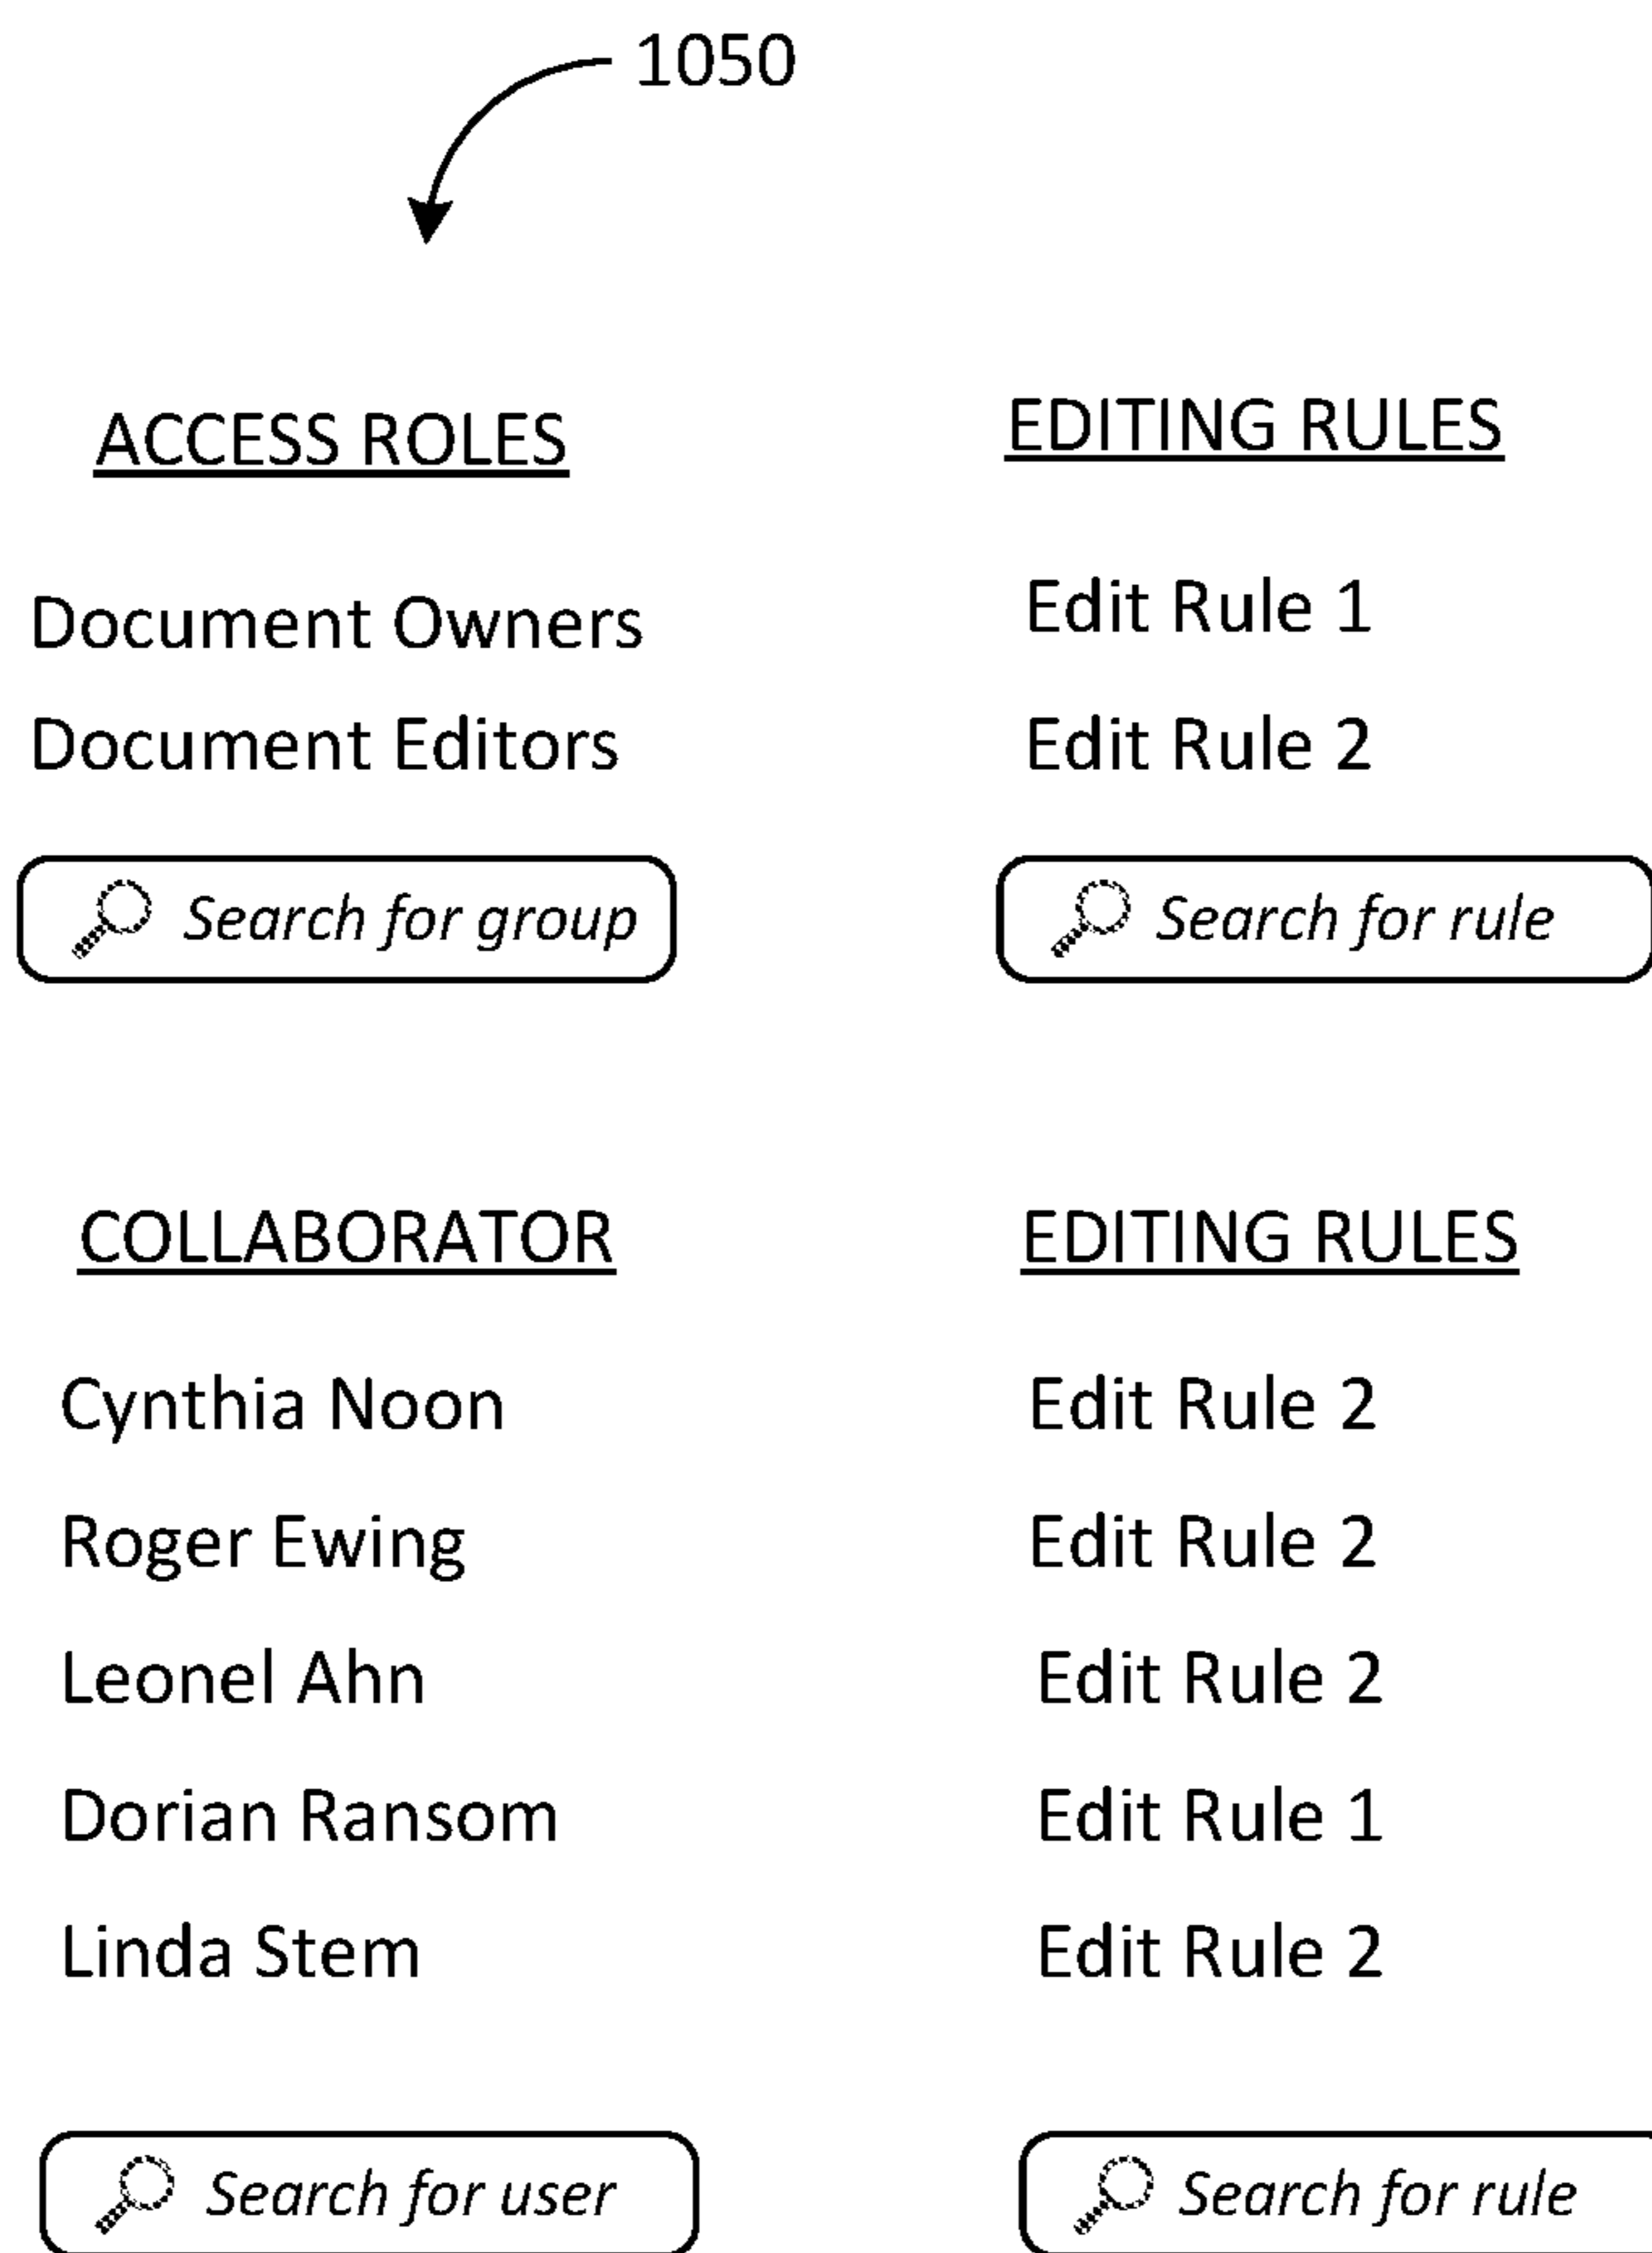 1050
ACCESS ROLES EDITING RULES
Document Owners Edit Rule 1
Document Editors Edit Rule 2
Search for group Search for rule
COLLABORATOR EDITING RULES
Cynthia Noon Edit Rule 2
Roger Ewing Edit Rule 2
Leonel Ahn Edit Rule 2
Dorian Ransom Edit Rule 1
Linda Stem Edit Rule 2
Search for user Search for rule